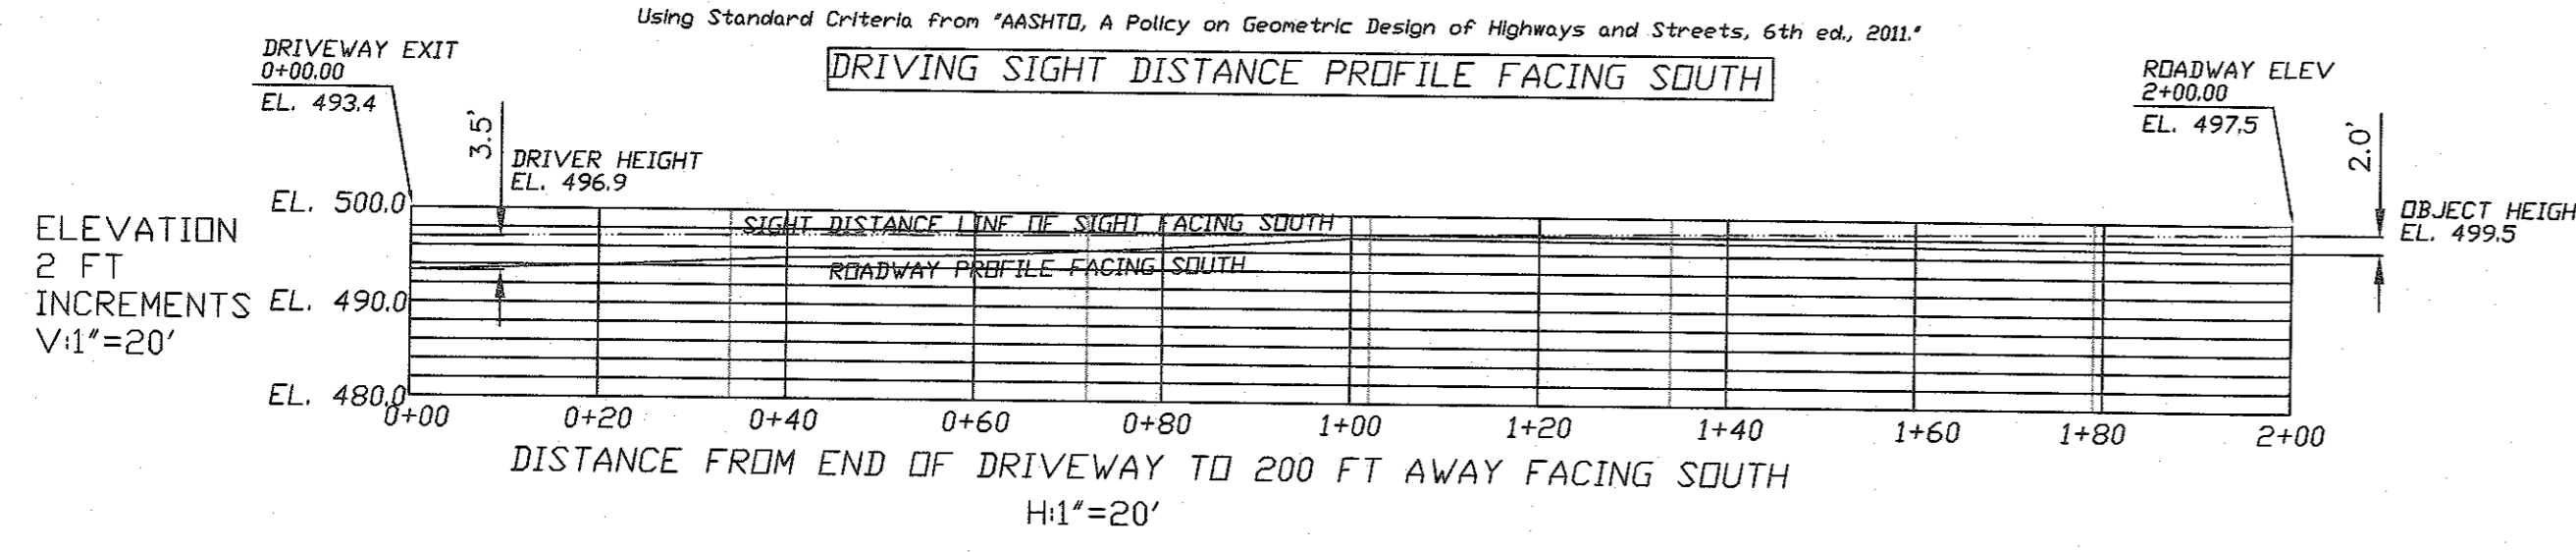 Using Standard Criteria from "AASHTO, A Policy on Geometric Design of Highways and Streets, 6th ed., 2011."
DRIVING SIGHT DISTANCE PROFILE FACING SOUTH
DRIVEWAY EXIT
0+00.00
EL. 493.4
3.5'
DRIVER HEIGHT
EL. 496.9
ROADWAY ELEV
2+00.00
EL. 497.5
2.0'
OBJECT HEIGH
EL. 499.5
ELEVATION
2 FT
INCREMENTS
V:1"=20'
EL. 500.0
EL. 490.0
EL. 480.0
SIGHT DISTANCE LINE OF SIGHT FACING SOUTH
ROADWAY PROFILE FACING SOUTH
0+00 0+20 0+40 0+60 0+80 1+00 1+20 1+40 1+60 1+80 2+00
DISTANCE FROM END OF DRIVEWAY TO 200 FT AWAY FACING SOUTH
H:1"=20'